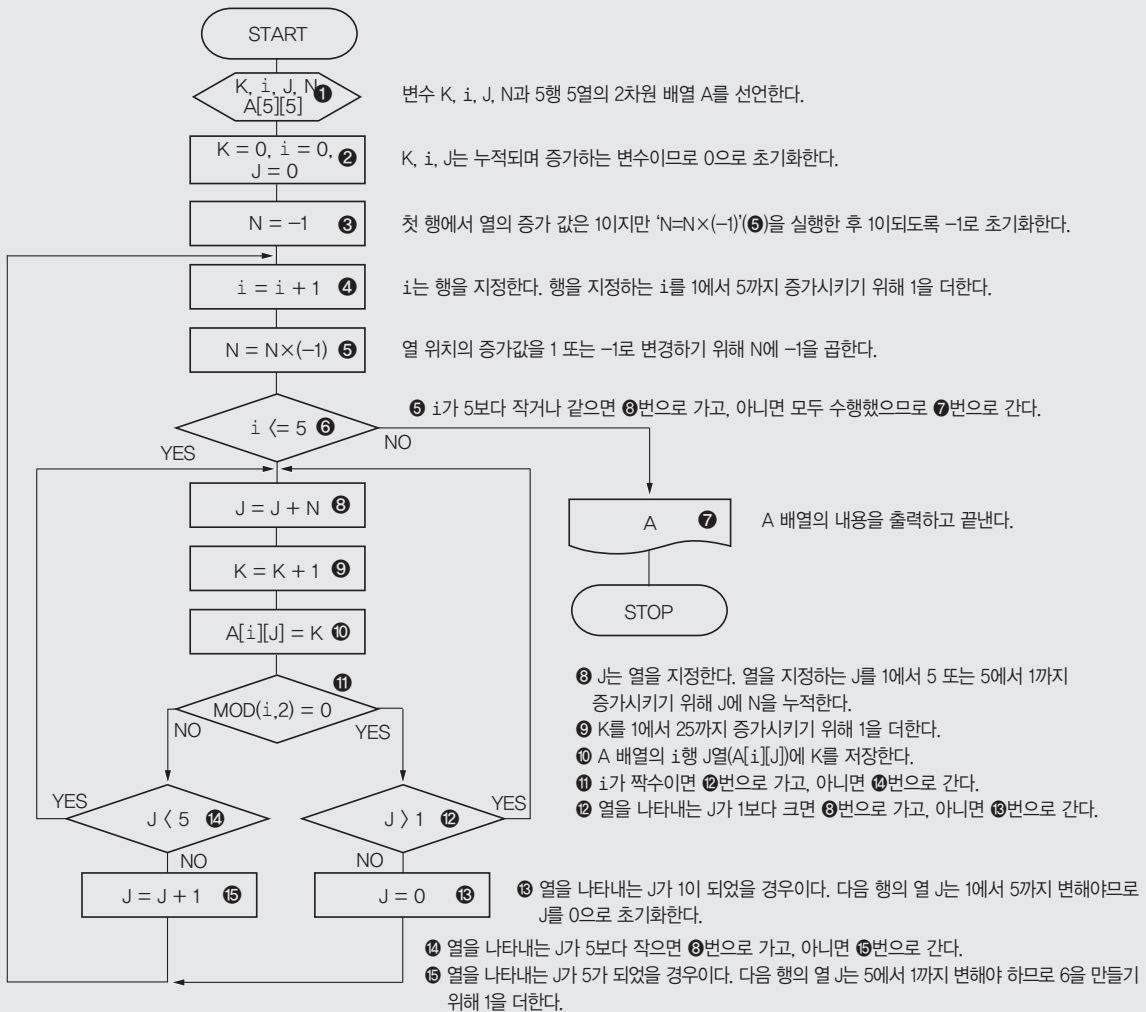 START
K, i, J, N ❶
A[5][5]
변수 K, i, J, N과 5행 5열의 2차원 배열 A를 선언한다.
K = 0, i = 0, ❷
J = 0
K, i, J는 누적되며 증가하는 변수이므로 0으로 초기화한다.
N = –1 ❸
첫 행에서 열의 증가 값은 1이지만 ‘N=N×(–1)’(❺)을 실행한 후 1이되도록 –1로 초기화한다.
i = i + 1 ❹
i는 행을 지정한다. 행을 지정하는 i를 1에서 5까지 증가시키기 위해 1을 더한다.
N = N×(–1) ❺
열 위치의 증가값을 1 또는 –1로 변경하기 위해 N에 –1을 곱한다.
❺ i가 5보다 작거나 같으면 ❽번으로 가고, 아니면 모두 수행했으므로 ❼번으로 간다.
i 〈= 5 ❻
YES
NO
J = J + N ❽
A ❼
A 배열의 내용을 출력하고 끝낸다.
K = K + 1 ❾
STOP
A[i][J] = K ❿
⓫
MOD(i,2) = 0
NO
YES
❽ J는 열을 지정한다. 열을 지정하는 J를 1에서 5 또는 5에서 1까지
증가시키기 위해 J에 N을 누적한다.
❾ K를 1에서 25까지 증가시키기 위해 1을 더한다.
❿ A 배열의 i행 J열(A[i][J])에 K를 저장한다.
⓫ i가 짝수이면 ⓬번으로 가고, 아니면 ⓮번으로 간다.
⓬ 열을 나타내는 J가 1보다 크면 ❽번으로 가고, 아니면 ⓭번으로 간다.
YES
J 〈 5 ⓮
NO
J 〉 1 ⓬
YES
NO
J = J + 1 ⓯
J = 0 ⓭
⓭ 열을 나타내는 J가 1이 되었을 경우이다. 다음 행의 열 J는 1에서 5까지 변해야므로
J를 0으로 초기화한다.
⓮ 열을 나타내는 J가 5보다 작으면 ❽번으로 가고, 아니면 ⓯번으로 간다.
⓯ 열을 나타내는 J가 5가 되었을 경우이다. 다음 행의 열 J는 5에서 1까지 변해야 하므로 6을 만들기
위해 1을 더한다.